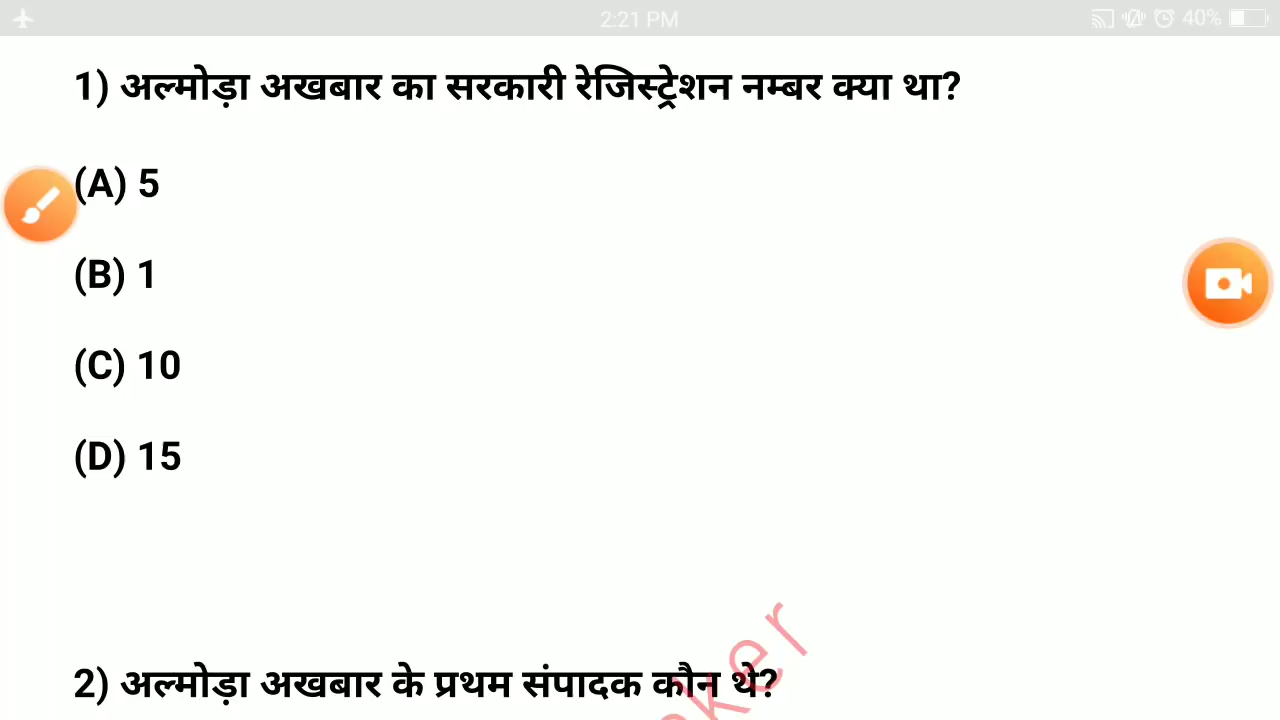 2:21 PM
40%
1) अल्मोड़ा अखबार का सरकारी रेजिस्ट्रेशन नम्बर क्या था?
(A) 5
(B) 1
(C) 10
(D) 15
2) अल्मोड़ा अखबार के प्रथम संपादक कौन थे?